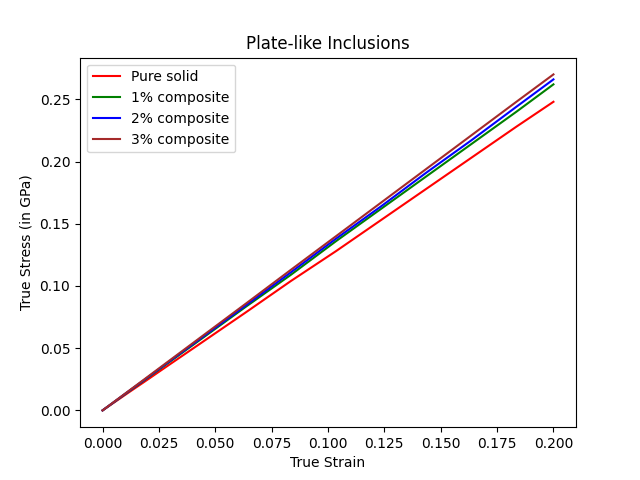 Plate-like Inclusions
Pure solid
1% composite
2% composite
3% composite
True Stress (in GPa)
0.25
0.20
0.15
0.10
0.05
0.00
0.000 0.025 0.050 0.075 0.100 0.125 0.150 0.175 0.200
True Strain